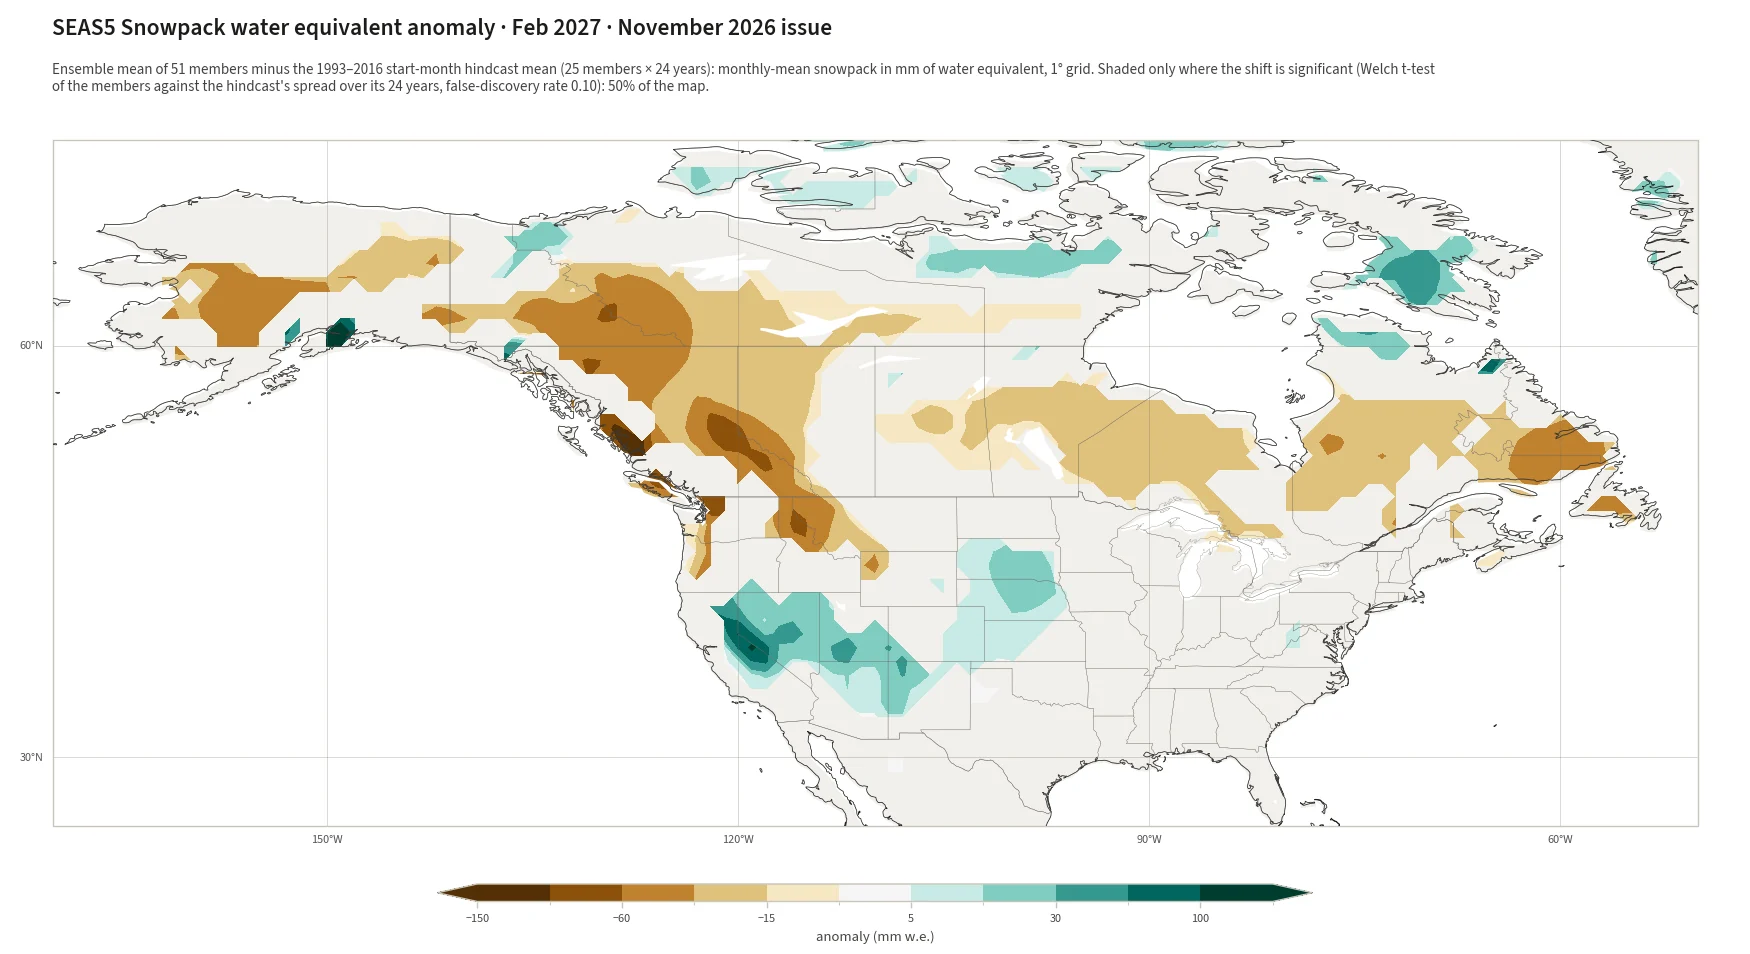 SEAS5 Snowpack water equivalent anomaly · Feb 2027 · November 2026 issue
Ensemble mean of 51 members minus the 1993–2016 start-month hindcast mean (25 members × 24 years): monthly-mean snowpack in mm of water equivalent, 1° grid. Shaded only where the shift is significant (Welch t-test
of the members against the hindcast's spread over its 24 years, false-discovery rate 0.10): 50% of the map.
60°N
30°N
150°W 120°W 90°W 60°W
−150 −60 −15 5 30 100
anomaly (mm w.e.)